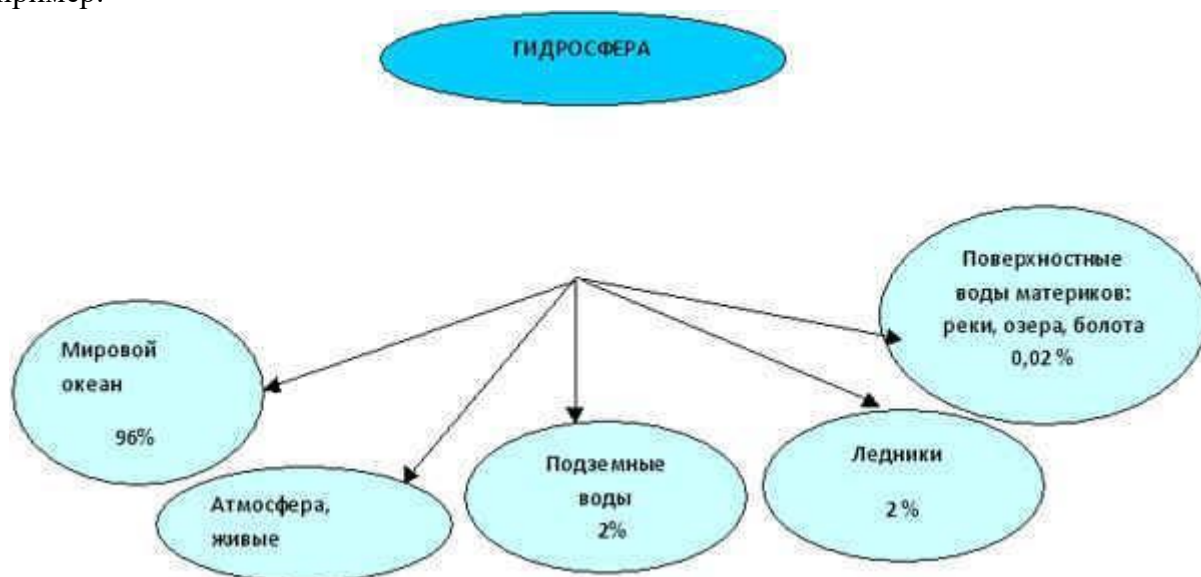 ГИДРОСФЕРА
Поверхностные
воды материков:
реки, озера, болота
0,02 %
Мировой
океан
96%
Атмосфера,
живые
Подземные
воды
2%
Ледники
2 %